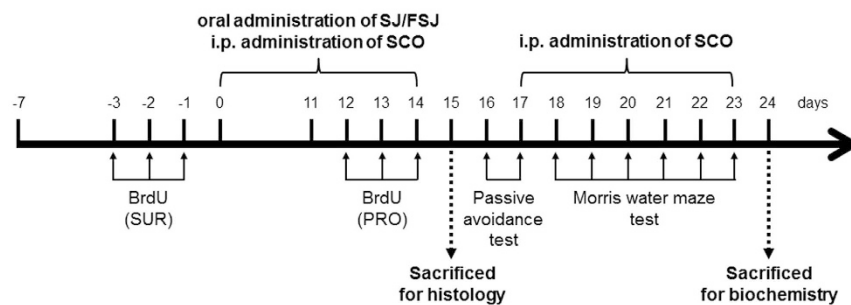 oral administration of SJ/FSJ
i.p. administration of SCO
i.p. administration of SCO
-7 -3 -2 -1 0 11 12 13 14 15 16 17 18 19 20 21 22 23 24 days
BrdU
(SUR)
BrdU
(PRO)
Passive
avoidance
test
Morris water maze
test
Sacrificed
for histology
Sacrificed
for biochemistry